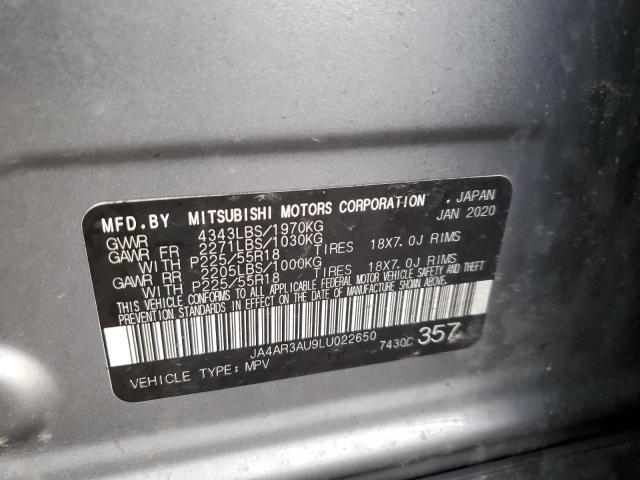 MFD.BY MITSUBISHI MOTORS CORPORATION . JAPAN
JAN 2020
GVWR 4343LBS/1970KG
GAWR FR 2271LBS/1030KG
WITH P225/55R18 TIRES 18X7.0J RIMS
GAWR RR 2205LBS/1000KG
WITH P225/55R18 TIRES 18X7.0J RIMS
THIS VEHICLE CONFORMS TO ALL APPLICABLE FEDERAL MOTOR VEHICLE SAFETY AND THEFT
PREVENTION STANDARDS IN EFFECT ON THE DATE OF MANUFACTURE SHOWN ABOVE.
JA4AR3AU9LU022650 7430C 357
VEHICLE TYPE: MPV